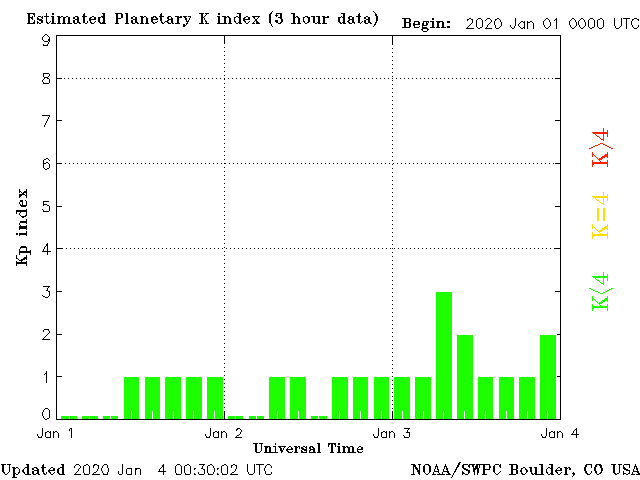 Estimated Planetary K index (3 hour data)
Begin: 2020 Jan 01 0000 UTC
9
8
7
6
5
4
3
2
1
0
Kp index
K>4
K=4
K<4
Jan 1 Jan 2 Jan 3 Jan 4
Universal Time
Updated 2020 Jan 4 00:30:02 UTC
NOAA/SWPC Boulder, CO USA